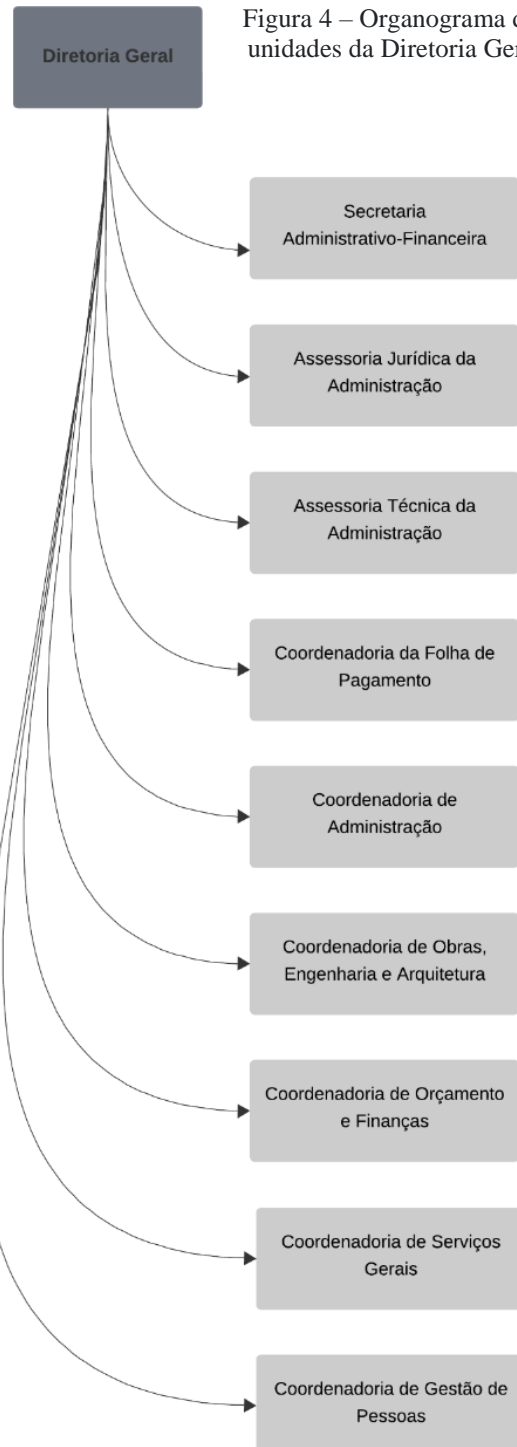 Diretoria Geral
Figura 4 – Organograma
unidades da Diretoria
Secretaria
Administrativo-Financeira
Assessoria Jurídica da
Administração
Assessoria Técnica da
Administração
Coordenadoria da Folha de
Pagamento
Coordenadoria de
Administração
Coordenadoria de Obras,
Engenharia e Arquitetura
Coordenadoria de Orçamento
e Finanças
Coordenadoria de Serviços
Gerais
Coordenadoria de Gestão de
Pessoas